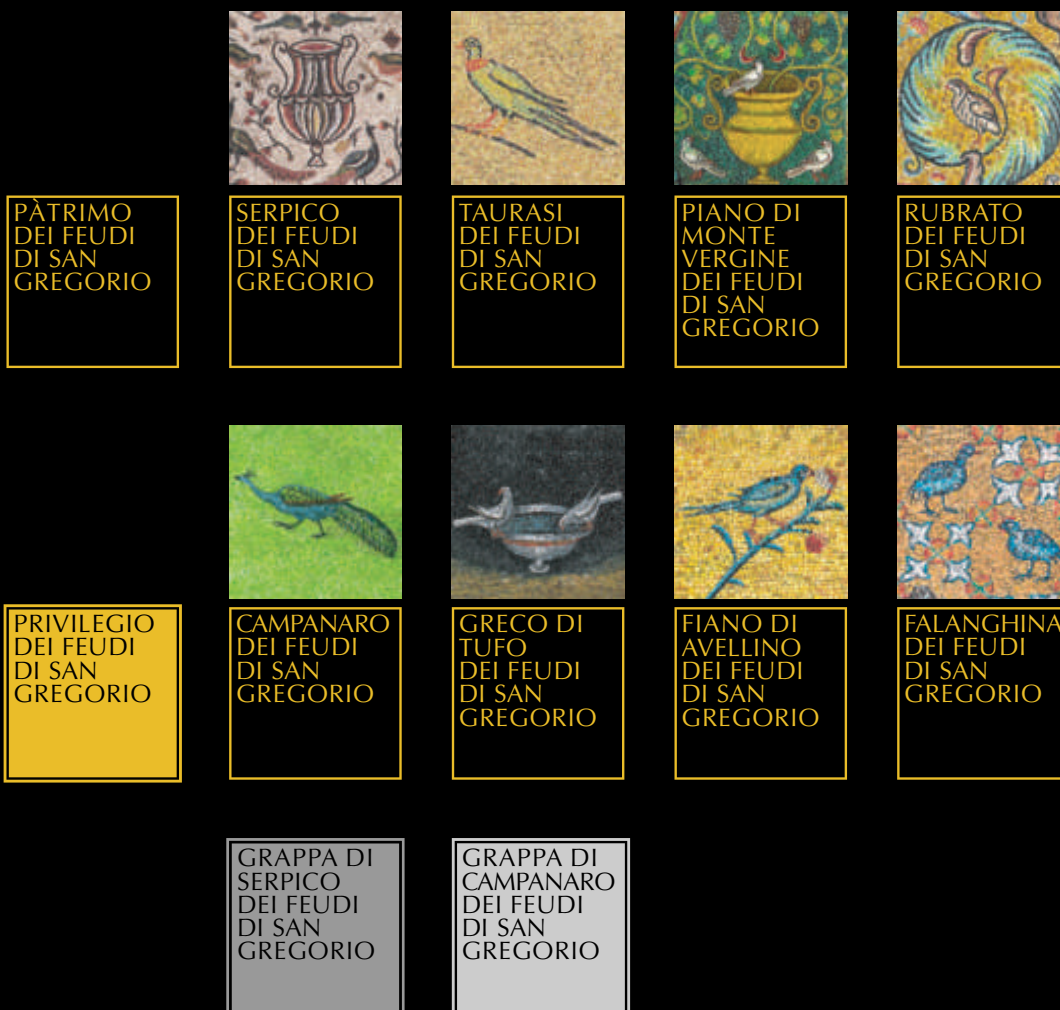 PÀTRIMO
DEI FEUDI
DI SAN
GREGORIO
SERPICO
DEI FEUDI
DI SAN
GREGORIO
TAURASI
DEI FEUDI
DI SAN
GREGORIO
PIANO DI
MONTE
VERGINE
DEI FEUDI
DI SAN
GREGORIO
RUBRATO
DEI FEUDI
DI SAN
GREGORIO
PRIVILEGIO
DEI FEUDI
DI SAN
GREGORIO
CAMPANARO
DEI FEUDI
DI SAN
GREGORIO
GRECO DI
TUFO
DEI FEUDI
DI SAN
GREGORIO
FIANO DI
AVELLINO
DEI FEUDI
DI SAN
GREGORIO
FALANGHINA
DEI FEUDI
DI SAN
GREGORIO
GRAPPA DI
SERPICO
DEI FEUDI
DI SAN
GREGORIO
GRAPPA DI
CAMPANARO
DEI FEUDI
DI SAN
GREGORIO